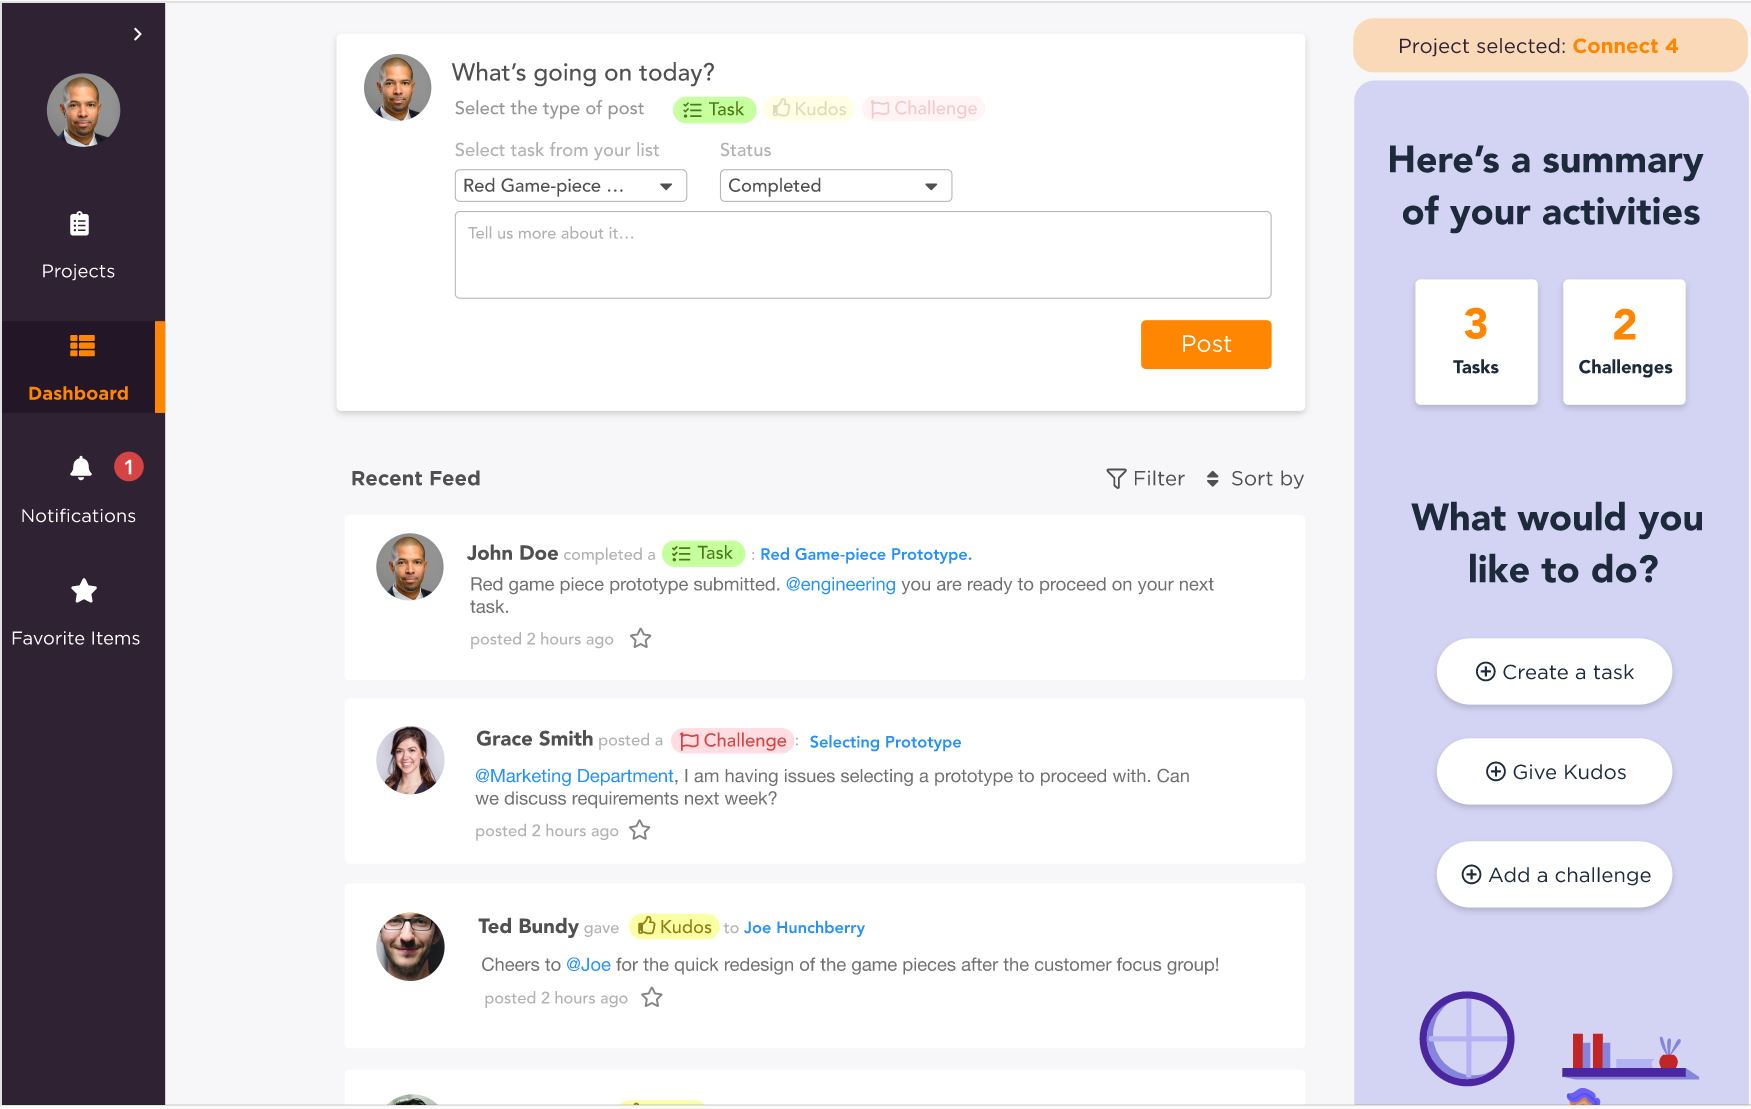 Projects
Dashboard
1
Notifications
Favorite Items
What's going on today?
Select the type of post Task Kudos Challenge
Select task from your list Status
Red Game-piece ... Completed
Tell us more about it...
Post
Recent Feed Filter Sort by
John Doe completed a Task : Red Game-piece Prototype.
Red game piece prototype submitted. @engineering you are ready to proceed on your next
task.
posted 2 hours ago
Grace Smith posted a Challenge : Selecting Prototype
@Marketing Department, I am having issues selecting a prototype to proceed with. Can
we discuss requirements next week?
posted 2 hours ago
Ted Bundy gave Kudos to Joe Hunchberry
Cheers to @Joe for the quick redesign of the game pieces after the customer focus group!
posted 2 hours ago
Project selected: Connect 4
Here's a summary
of your activities
3 2
Tasks Challenges
What would you
like to do?
Create a task
Give Kudos
Add a challenge